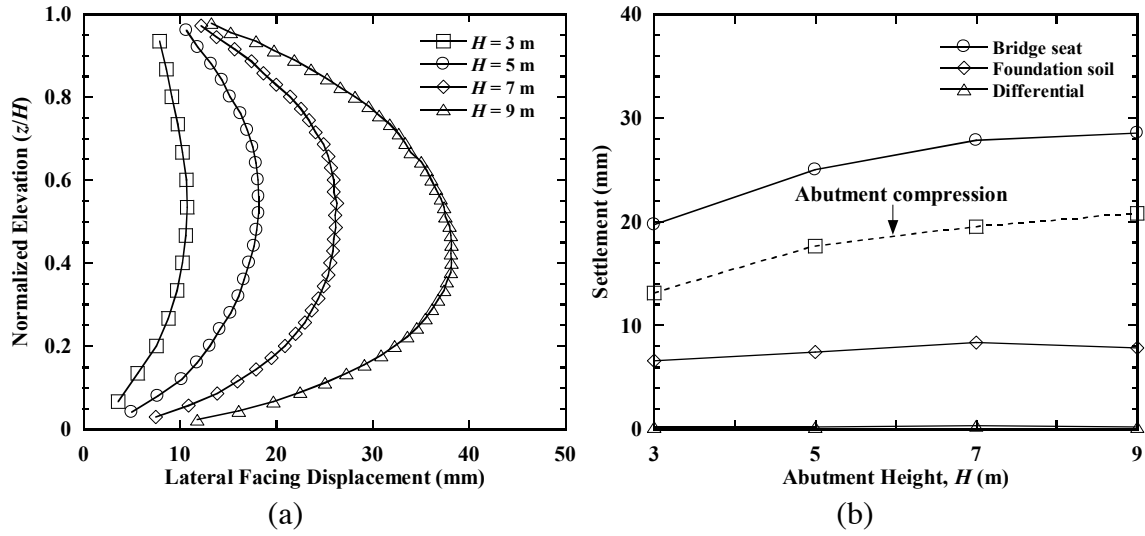 1.0
0.8
0.6
0.4
0.2
0
Normalized Elevation (z/H)
H = 3 m
H = 5 m
H = 7 m
H = 9 m
0 10 20 30 40 50
Lateral Facing Displacement (mm)
(a)
40
30
20
10
0
Settlement (mm)
Bridge seat
Foundation soil
Differential
Abutment compression
3 5 7 9
Abutment Height, H (m)
(b)